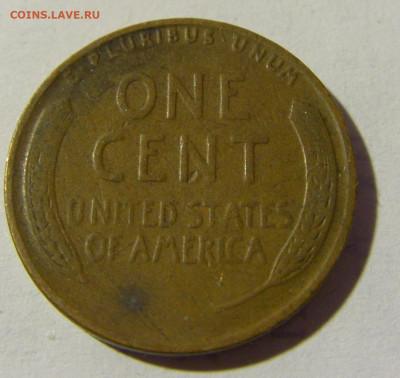 COINS.LAVE.RU
E PLURIBUS UNUM
ONE
CENT
UNITED STATES
OF AMERICA